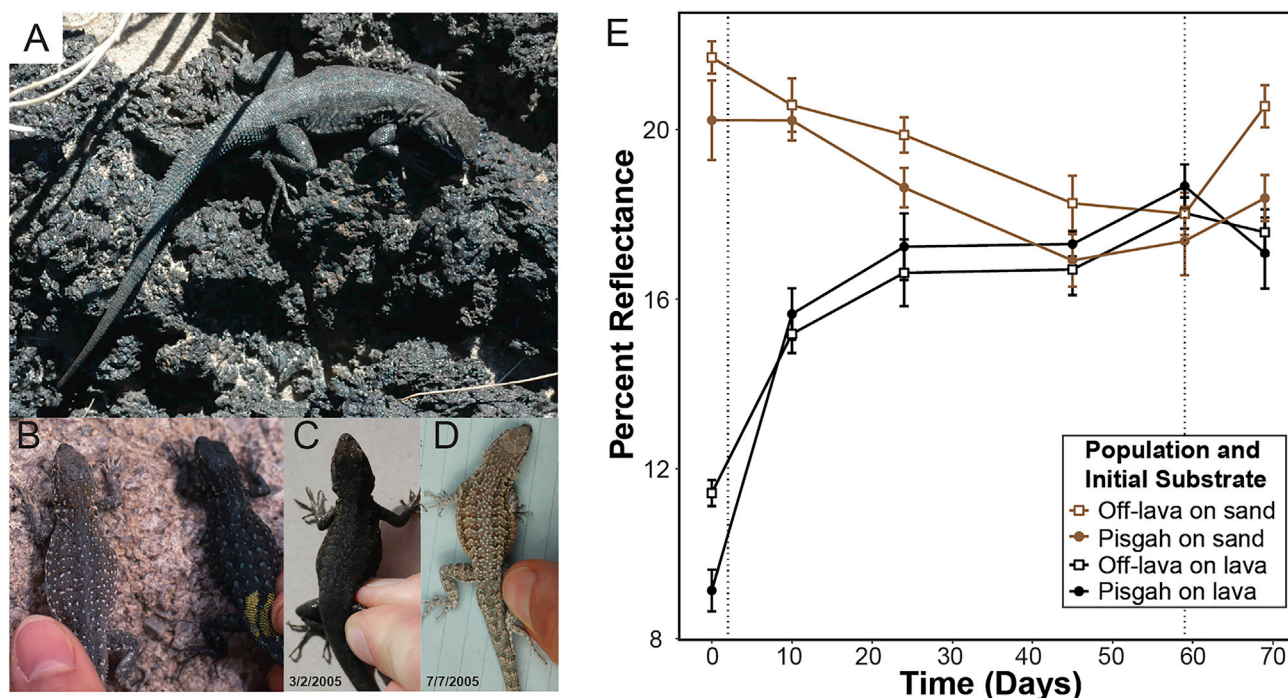 A
B
C
D
3/2/2005
7/7/2005
E
Percent Reflectance
20
16
12
8
0
10
20
30
40
50
60
70
Time (Days)
Population and
Initial Substrate
Off-lava on sand
Pisgah on sand
Off-lava on lava
Pisgah on lava